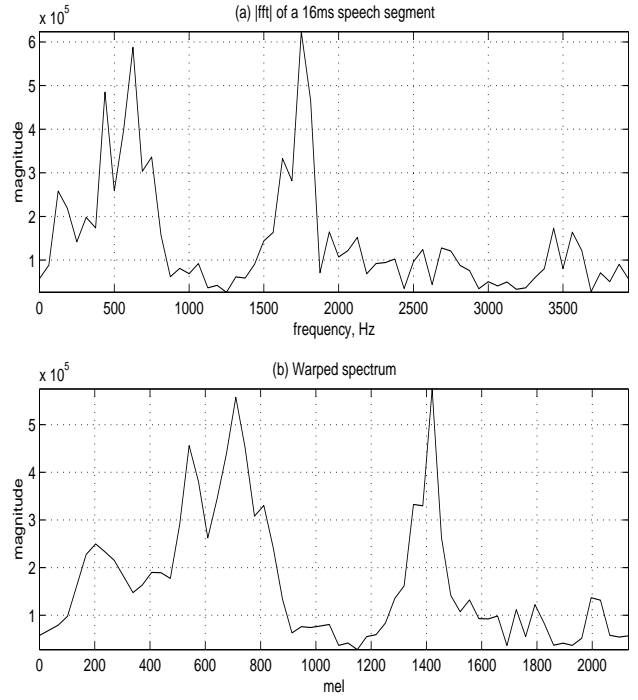 (a) |fft| of a 16ms speech segment
x 10^5
6
5
4
3
2
1
magnitude
0 500 1000 1500 2000 2500 3000 3500
frequency, Hz
(b) Warped spectrum
x 10^5
5
4
3
2
1
magnitude
0 200 400 600 800 1000 1200 1400 1600 1800 2000
mel